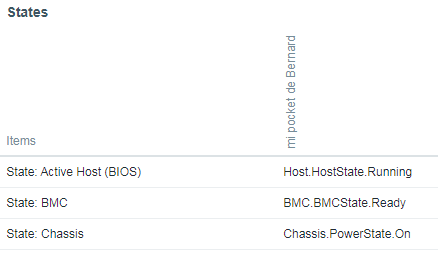 States
mi pocket de Bernard
Items
State: Active Host (BIOS) Host.HostState.Running
State: BMC BMC.BMCState.Ready
State: Chassis Chassis.PowerState.On